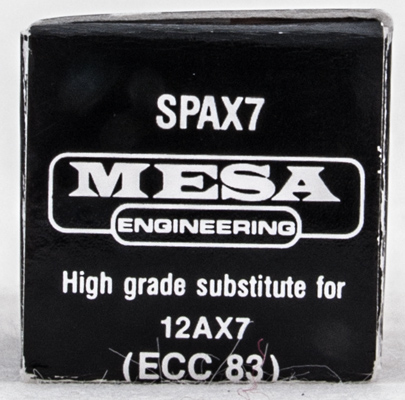 SPAX7
MESA
ENGINEERING
High grade substitute for
12AX7
(ECC 83)